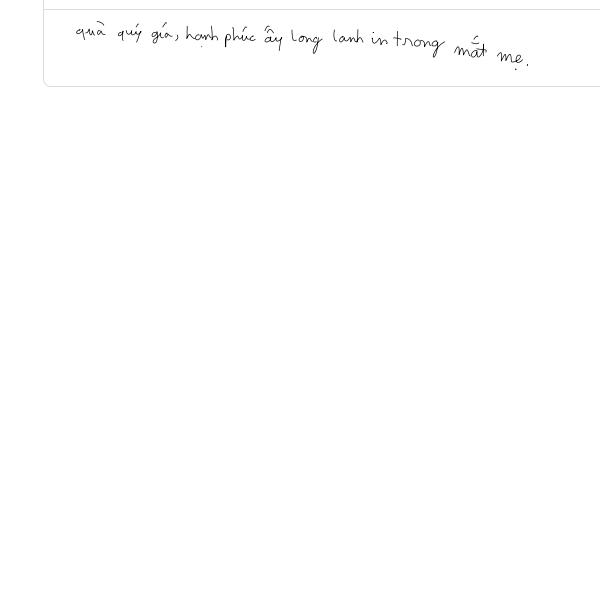 quà quý giá, hạnh phúc ấy long lanh in trong mắt mẹ.